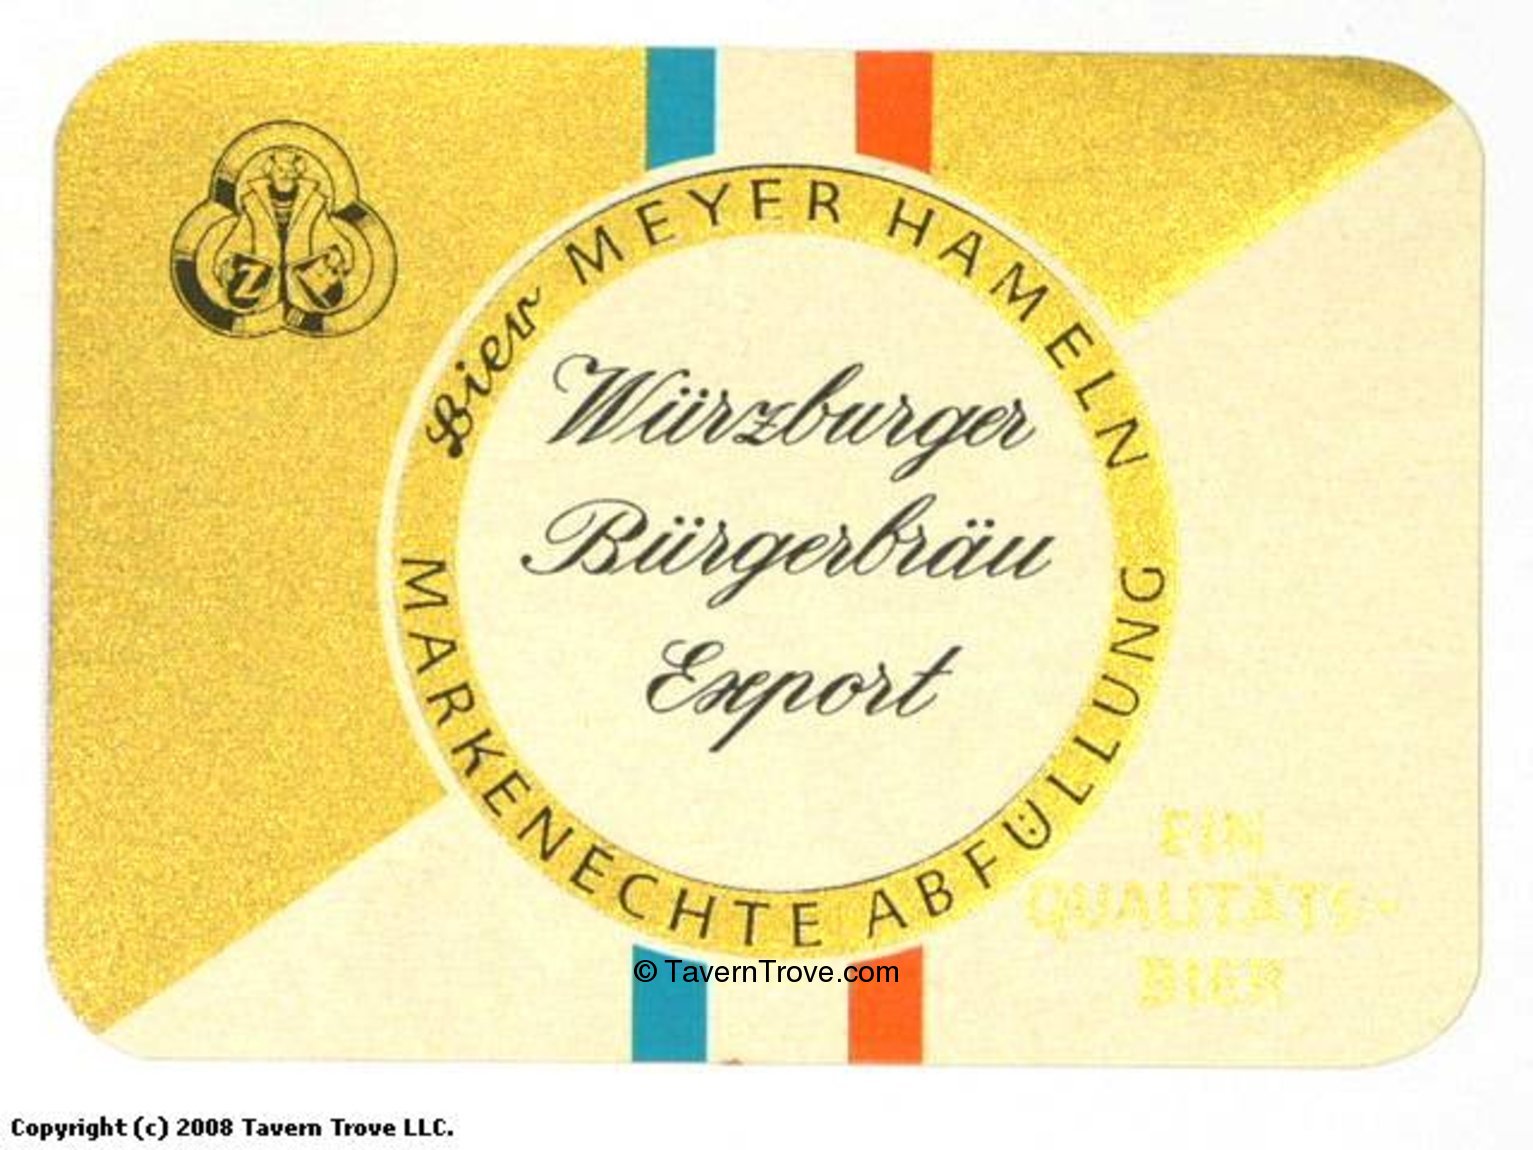 Bier MEYER HAMELN
Würzburger
Bürgerbräu
Export
MARKENECHTE ABFÜLLUNG
EIN
QUALITÄTS-
BIER
© TavernTrove.com
Copyright (c) 2008 Tavern Trove LLC.